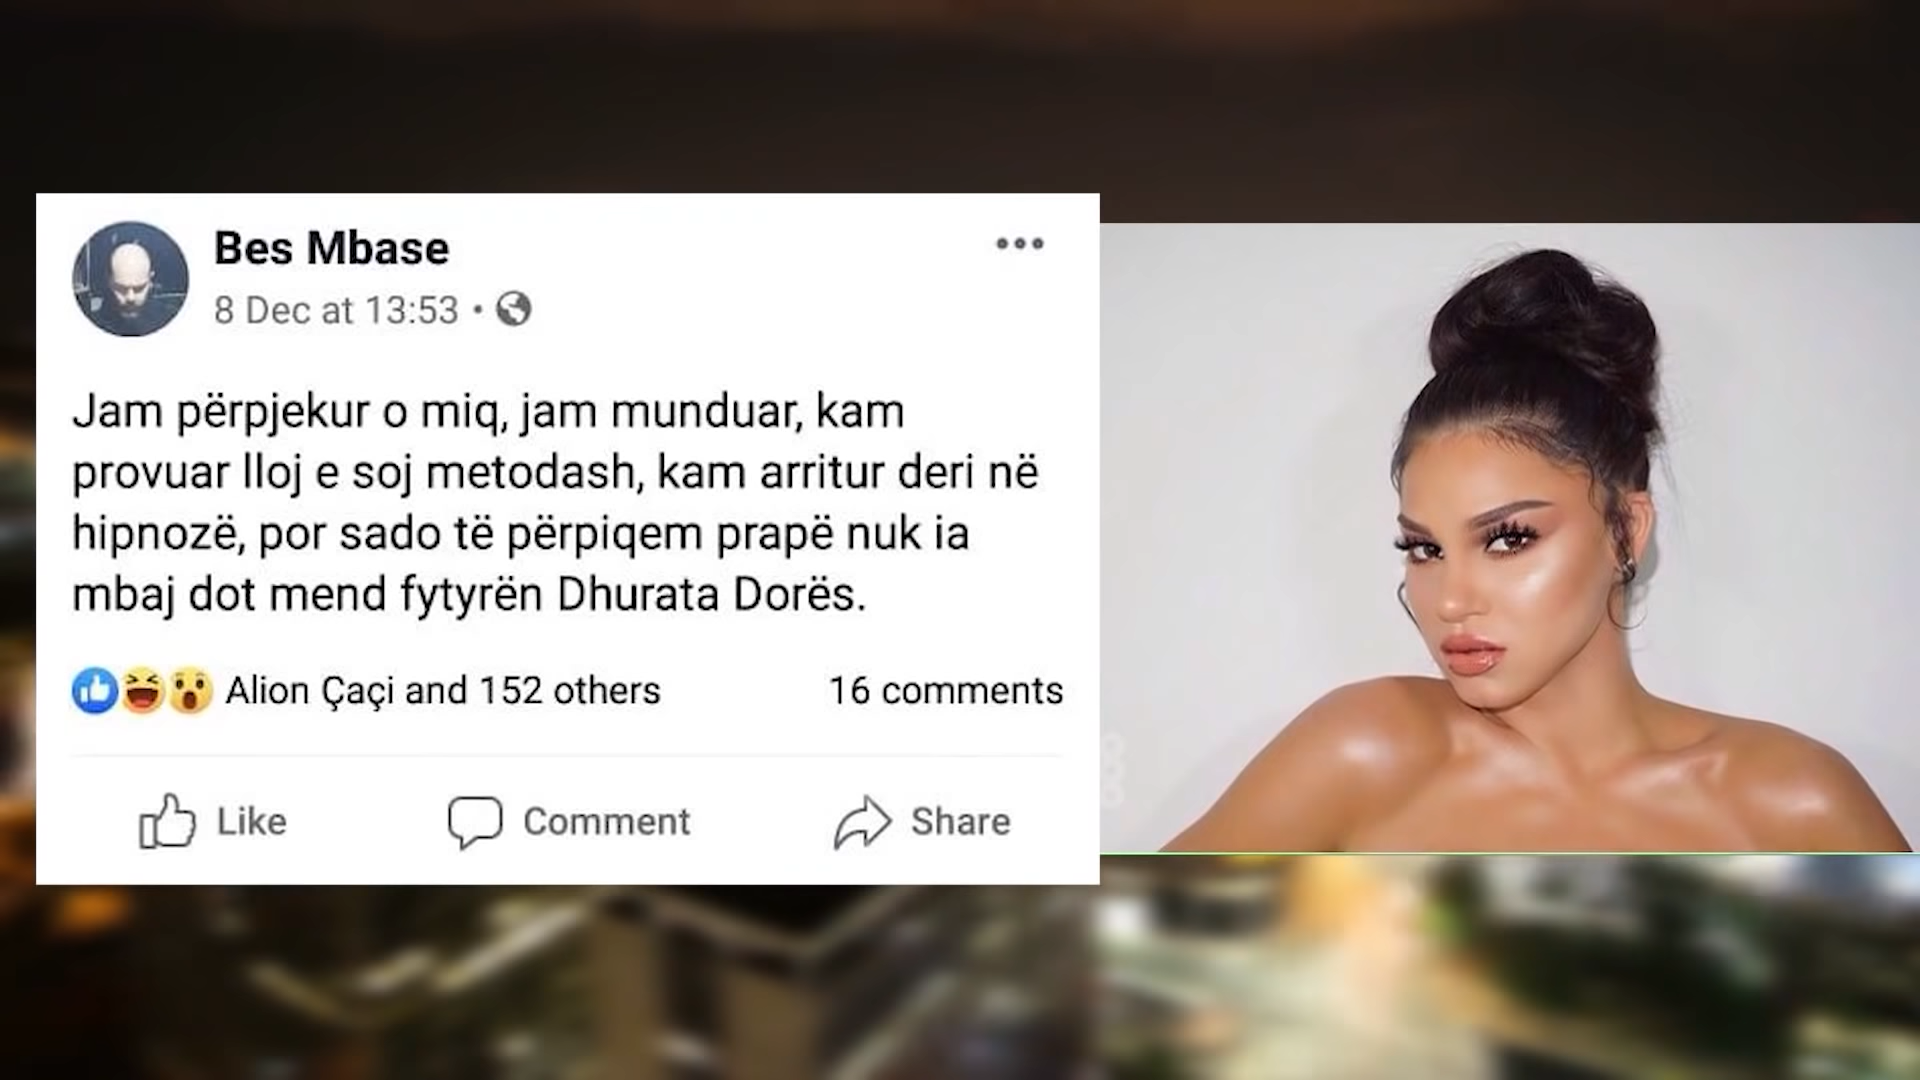 Bes Mbase
8 Dec at 13:53
Jam përpjekur o miq, jam munduar, kam
provuar lloj e soj metodash, kam arritur deri në
hipnozë, por sado të përpiqem prapë nuk ia
mbaj dot mend fytyrën Dhurata Dorës.
Alion Çaçi and 152 others 16 comments
Like Comment Share